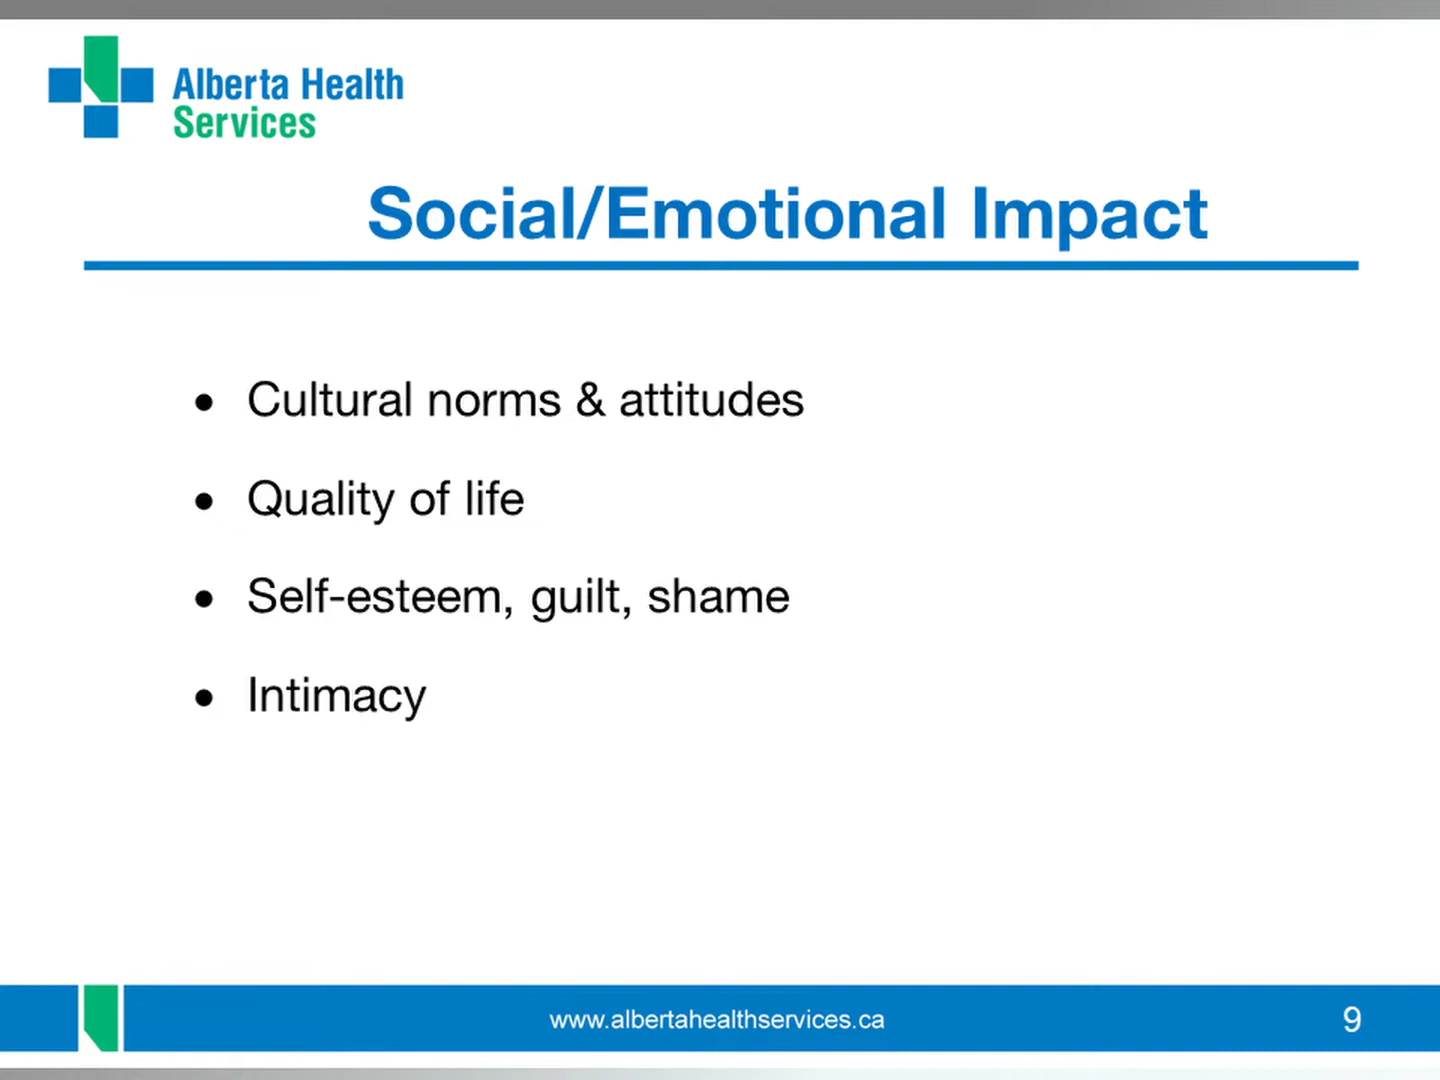 Alberta Health
Services
Social/Emotional Impact
• Cultural norms & attitudes
• Quality of life
• Self-esteem, guilt, shame
• Intimacy
www.albertahealthservices.ca
9